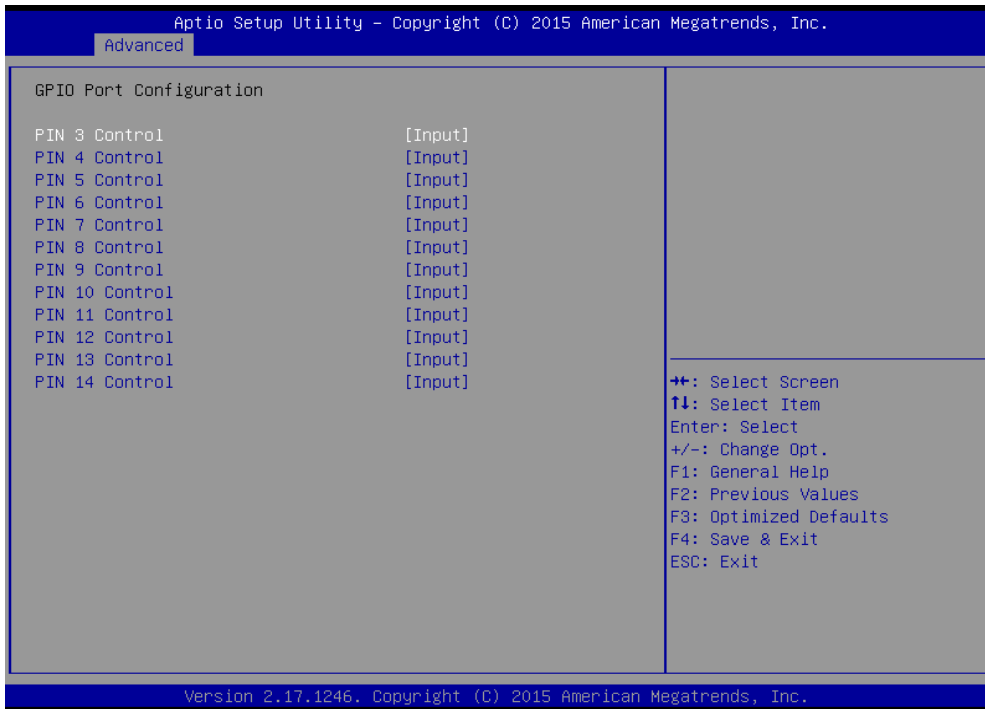 Aptio Setup Utility – Copyright (C) 2015 American Megatrends, Inc.
Advanced
GPIO Port Configuration
PIN 3 Control [Input]
PIN 4 Control [Input]
PIN 5 Control [Input]
PIN 6 Control [Input]
PIN 7 Control [Input]
PIN 8 Control [Input]
PIN 9 Control [Input]
PIN 10 Control [Input]
PIN 11 Control [Input]
PIN 12 Control [Input]
PIN 13 Control [Input]
PIN 14 Control [Input]
→←: Select Screen
↑↓: Select Item
Enter: Select
+/-: Change Opt.
F1: General Help
F2: Previous Values
F3: Optimized Defaults
F4: Save & Exit
ESC: Exit
Version 2.17.1246. Copyright (C) 2015 American Megatrends, Inc.